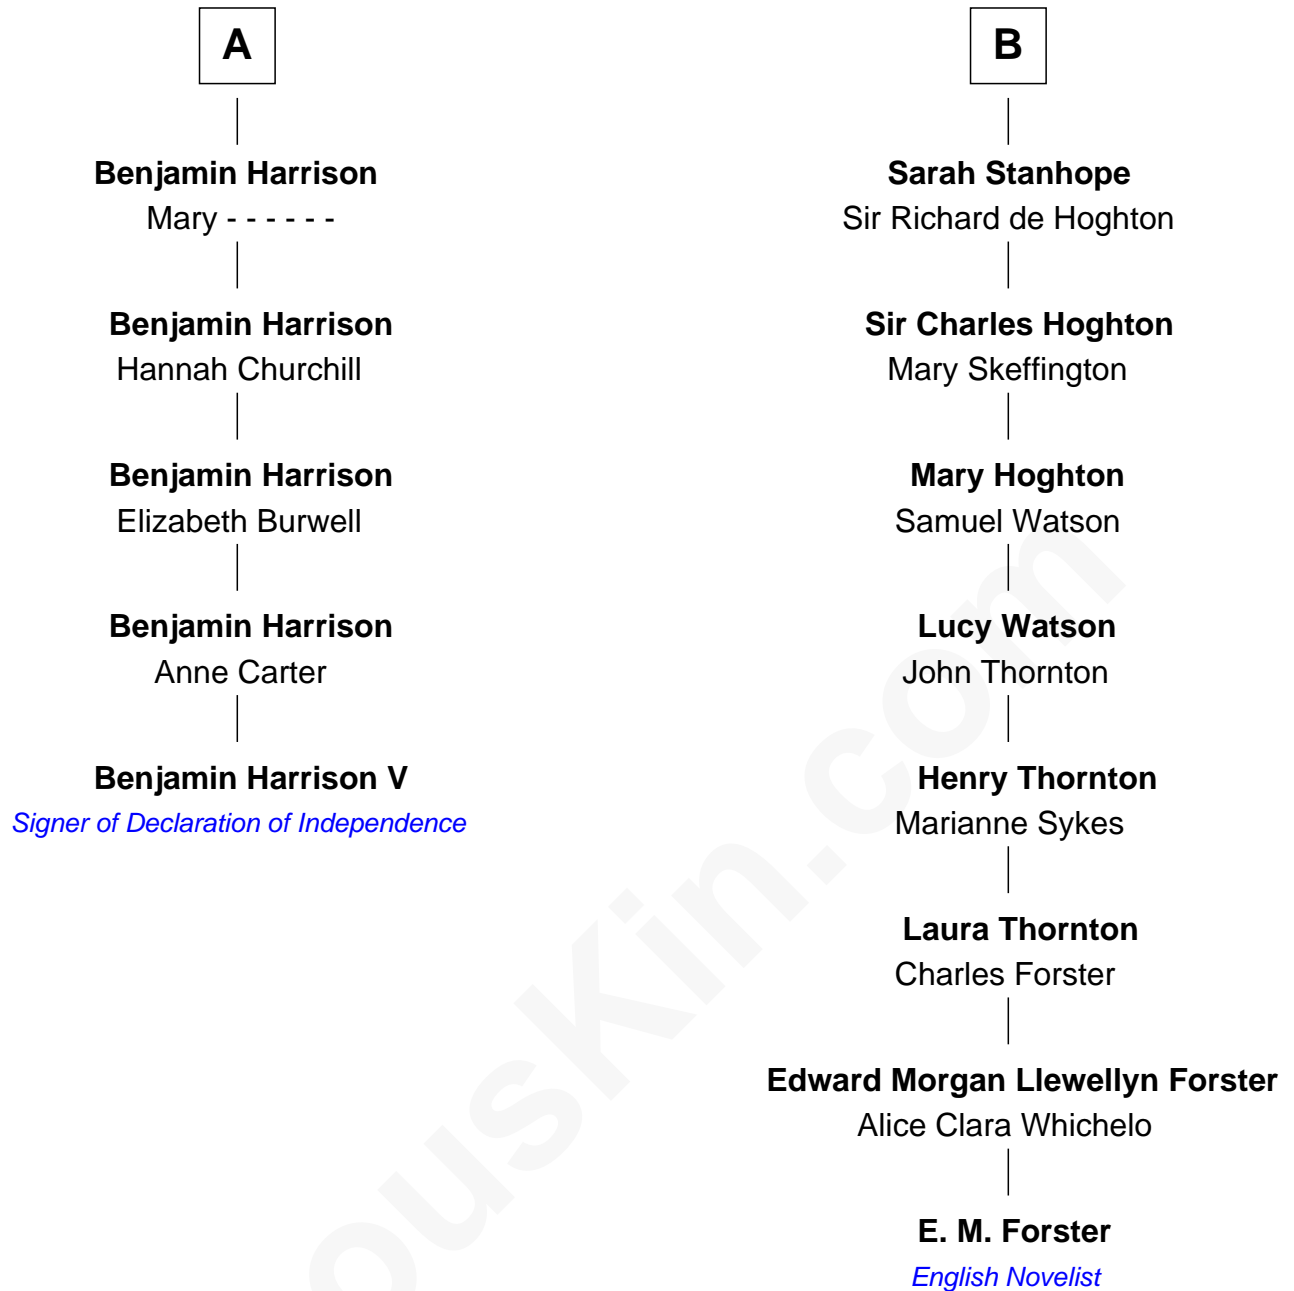 A
Benjamin Harrison
Mary - - - - - -
Benjamin Harrison
Hannah Churchill
Benjamin Harrison
Elizabeth Burwell
Benjamin Harrison
Anne Carter
Benjamin Harrison V
Signer of Declaration of Independence
B
Sarah Stanhope
Sir Richard de Hoghton
Sir Charles Hoghton
Mary Skeffington
Mary Hoghton
Samuel Watson
Lucy Watson
John Thornton
Henry Thornton
Marianne Sykes
Laura Thornton
Charles Forster
Edward Morgan Llewellyn Forster
Alice Clara Whichelo
E. M. Forster
English Novelist
ousKin.com